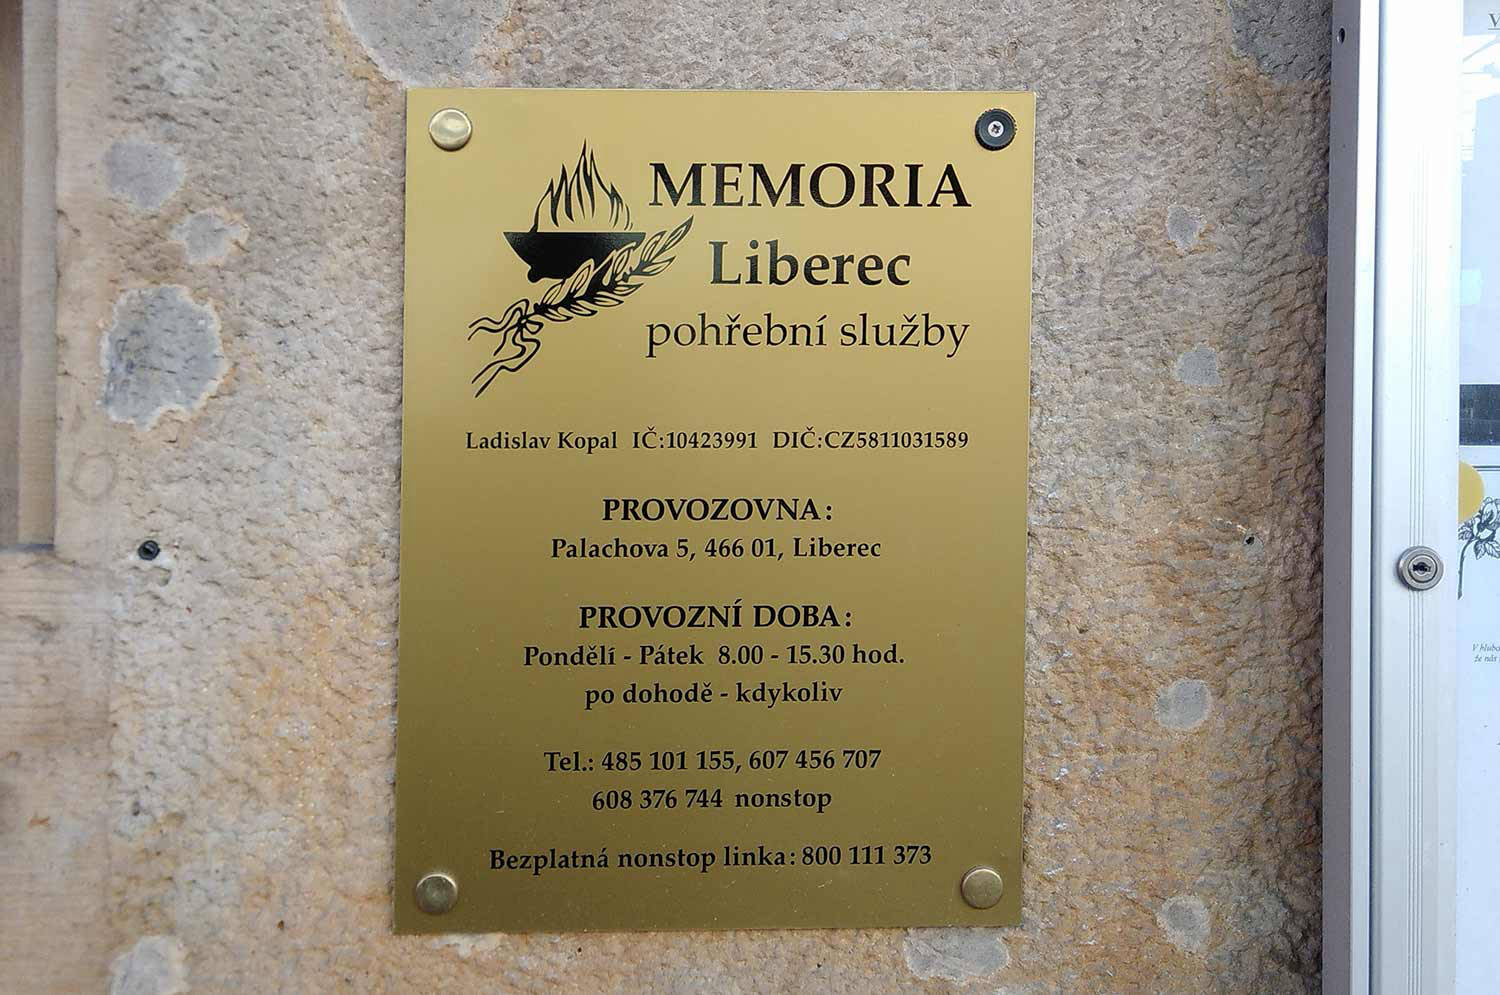 MEMORIA
Liberec
pohřební služby
Ladislav Kopal IČ:10423991 DIČ:CZ5811031589
PROVOZOVNA:
Palachova 5, 466 01, Liberec
PROVOZNÍ DOBA:
Pondělí - Pátek 8.00 - 15.30 hod.
po dohodě - kdykoliv
Tel.: 485 101 155, 607 456 707
608 376 744 nonstop
Bezplatná nonstop linka: 800 111 373